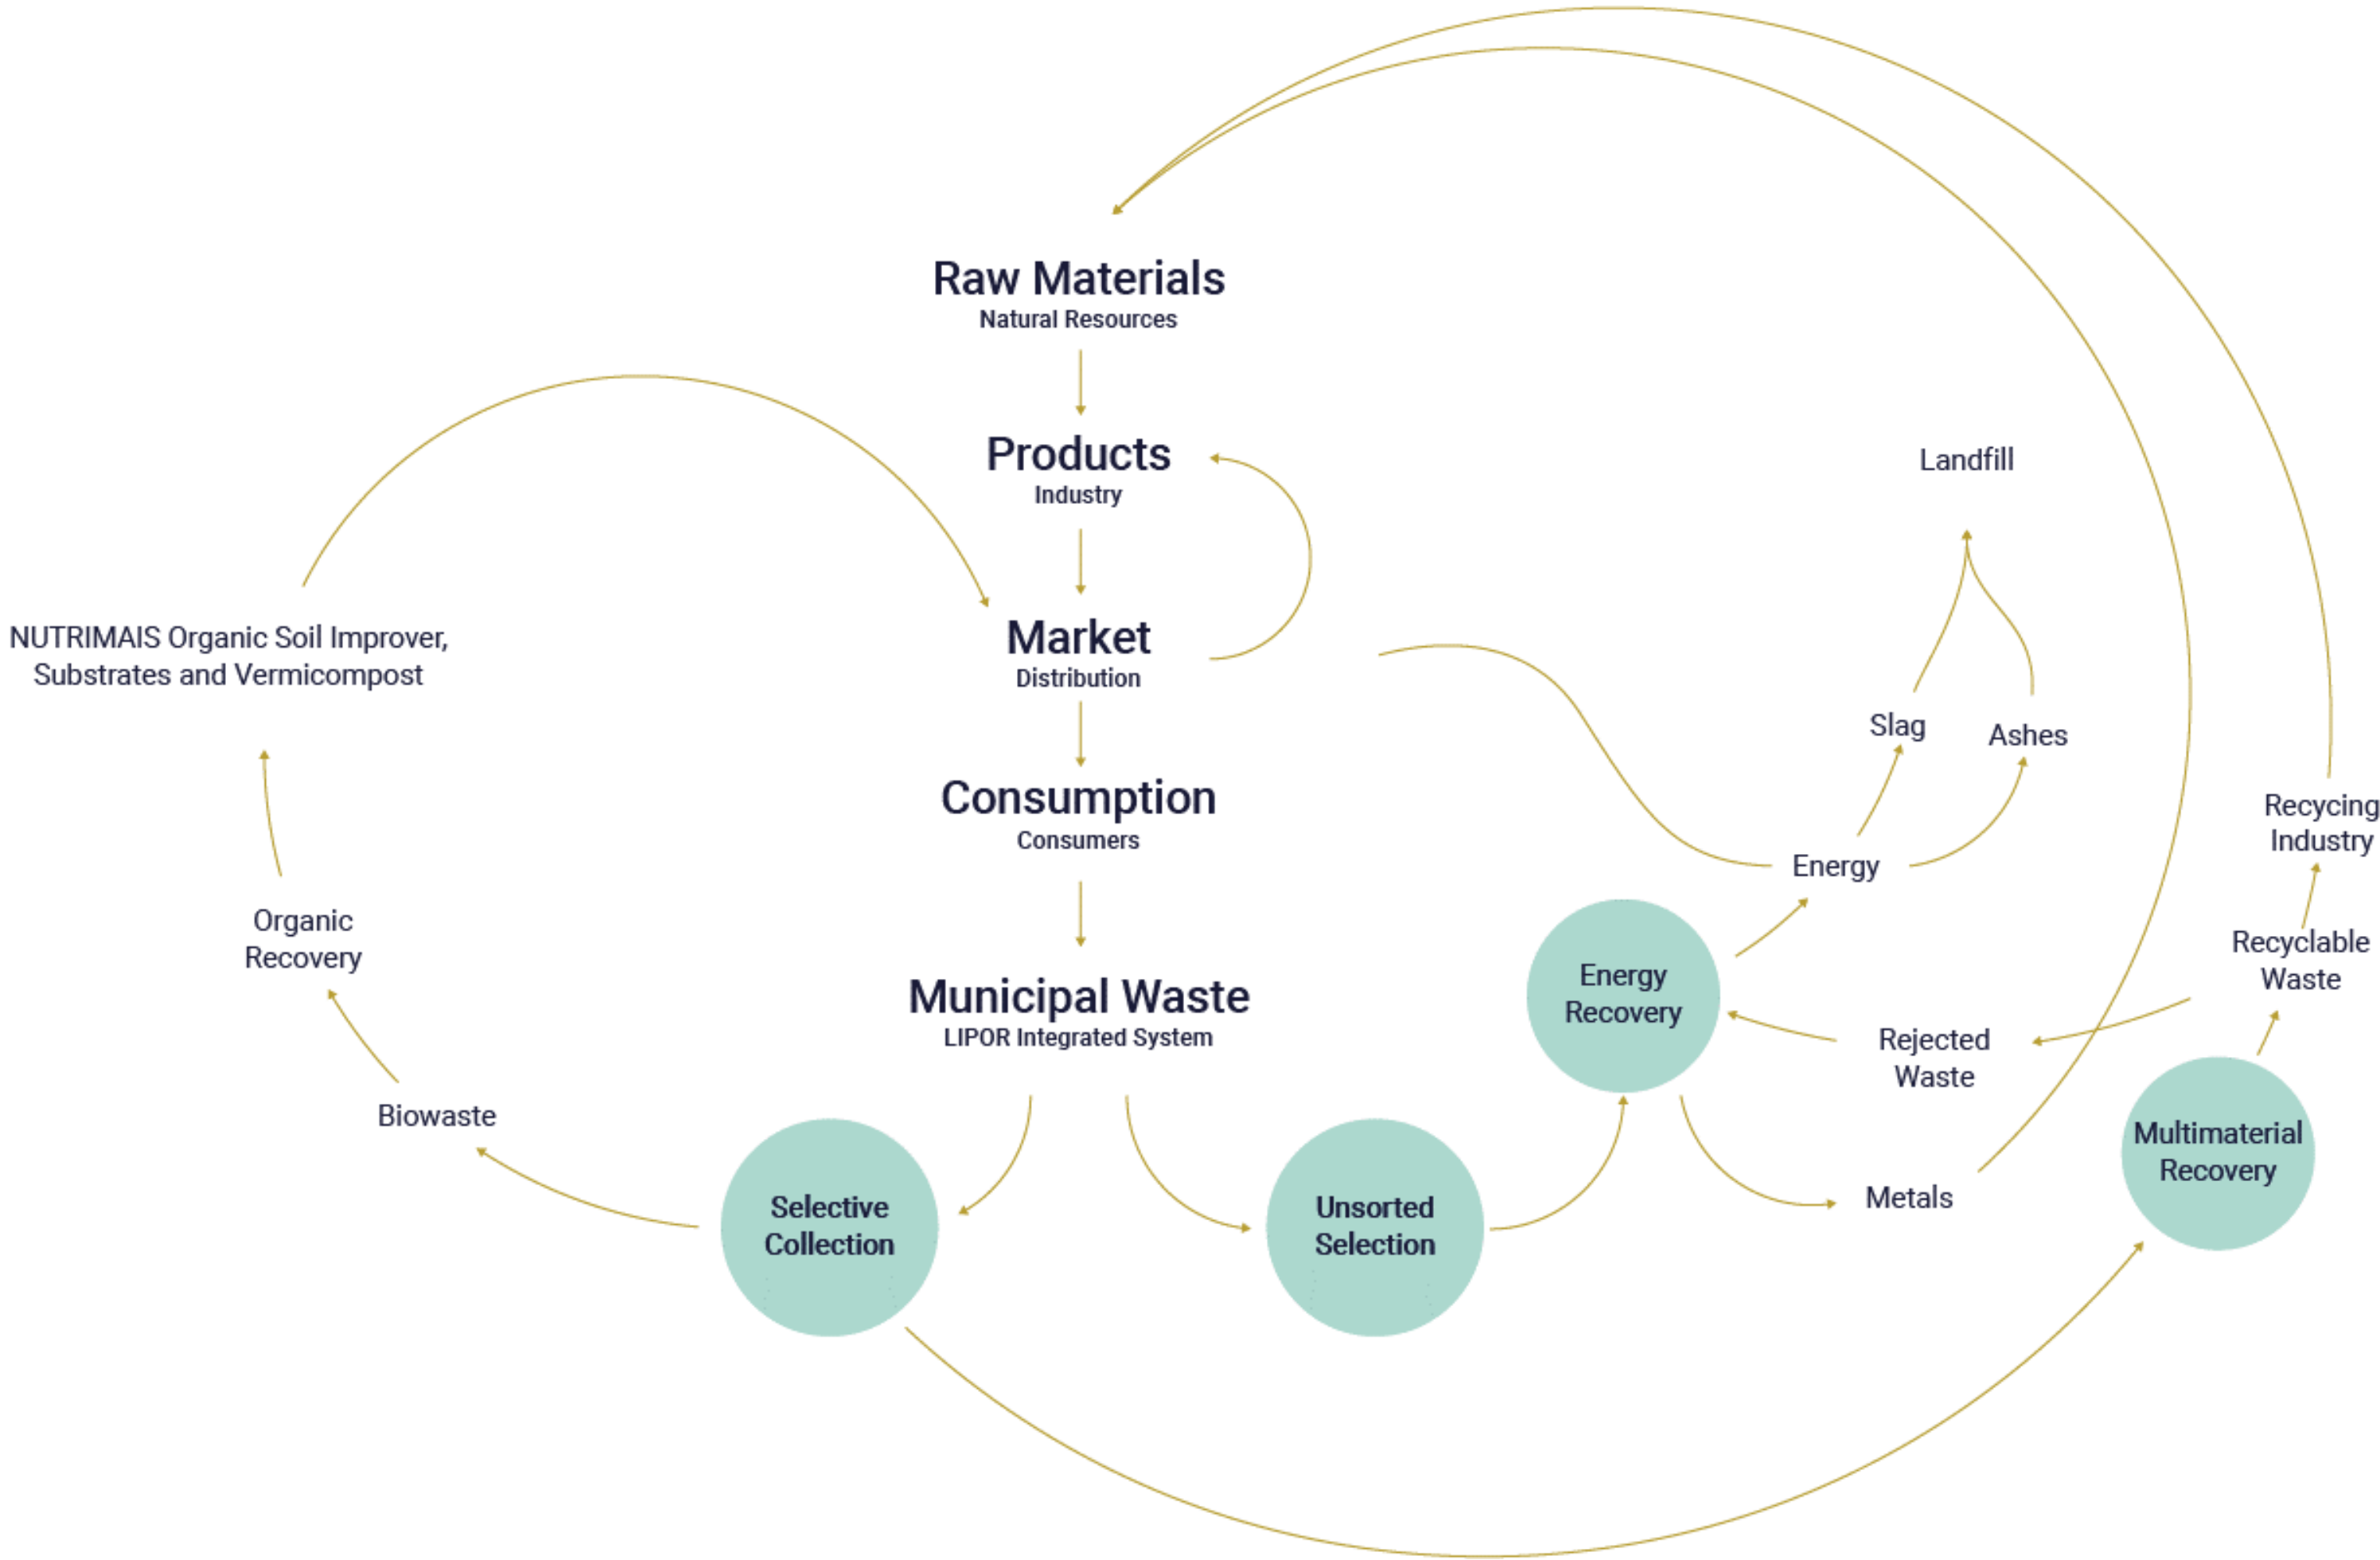 Raw Materials
Natural Resources
Products
Industry
Landfill
NUTRIMAIS Organic Soil Improver,
Substrates and Vermicompost
Market
Distribution
Slag
Ashes
Consumption
Consumers
Recycing
Industry
Energy
Organic
Recovery
Recyclable
Waste
Energy
Recovery
Municipal Waste
LIPOR Integrated System
Rejected
Waste
Biowaste
Multimaterial
Recovery
Selective
Collection
Unsorted
Selection
Metals